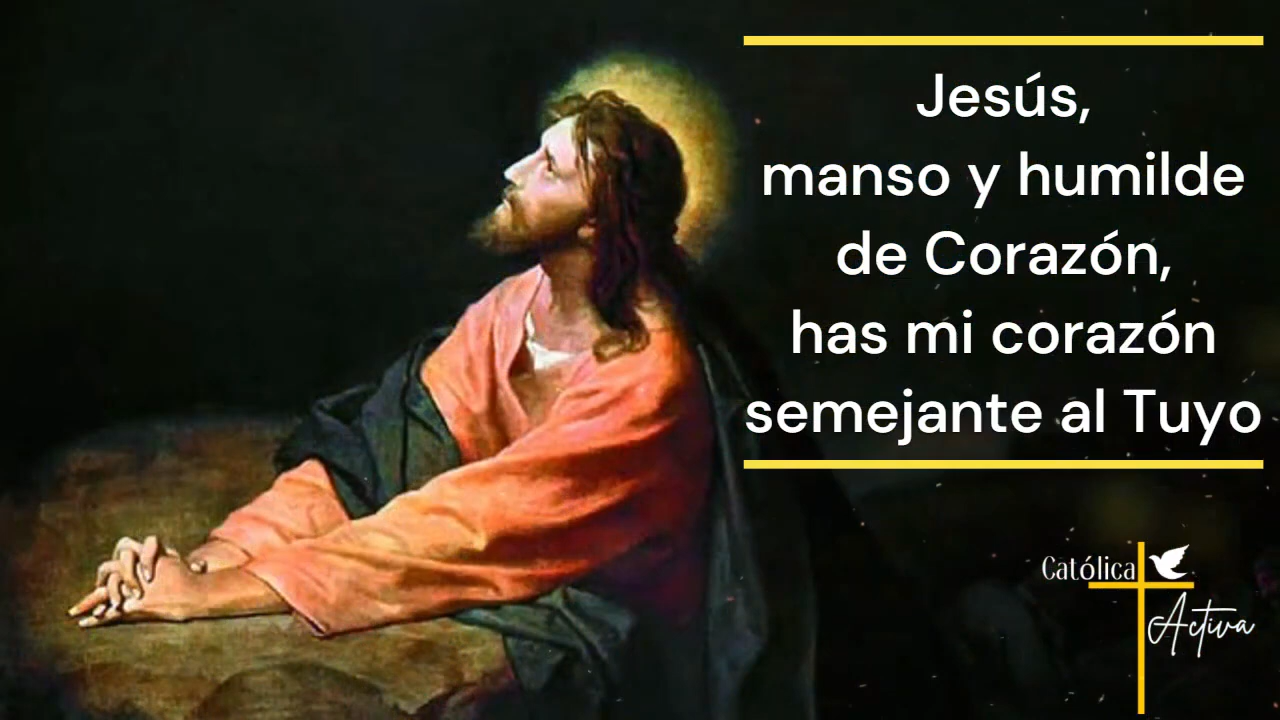 Jesús,
manso y humilde
de Corazón,
has mi corazón
semejante al Tuyo
Católica
Activa